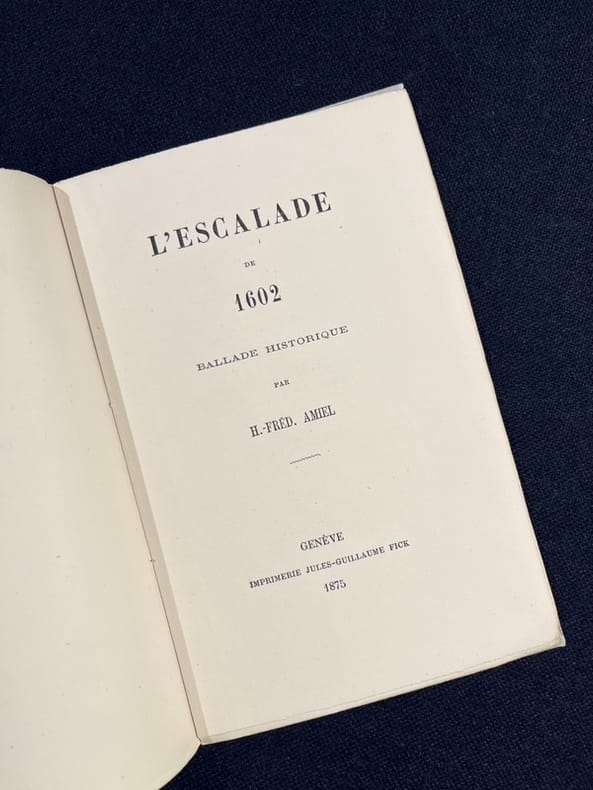 L'ESCALADE
DE
1602
BALLADE HISTORIQUE
PAR
H.-FRÉD. AMIEL
GENÈVE
IMPRIMERIE JULES-GUILLAUME FICK
1875